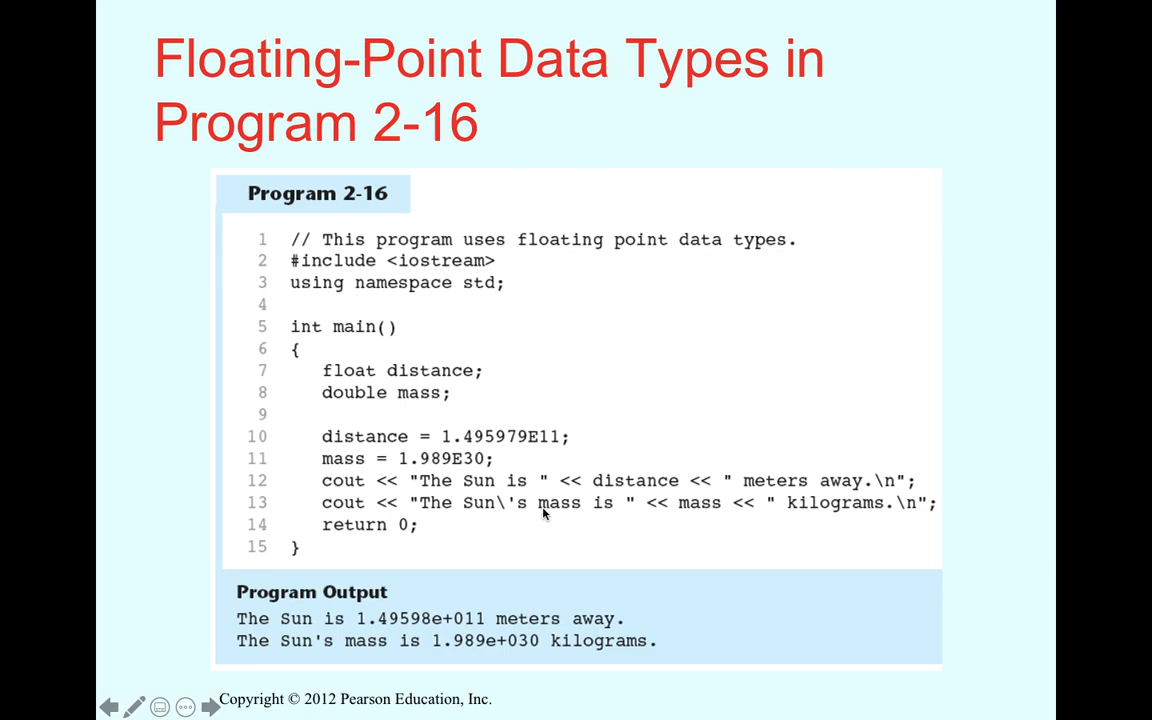 Floating-Point Data Types in
Program 2-16
Program 2-16
1 // This program uses floating point data types.
2 #include <iostream>
3 using namespace std;
4
5 int main()
6 {
7 float distance;
8 double mass;
9
10 distance = 1.495979E11;
11 mass = 1.989E30;
12 cout << "The Sun is " << distance << " meters away.\n";
13 cout << "The Sun\'s mass is " << mass << " kilograms.\n";
14 return 0;
15 }
Program Output
The Sun is 1.49598e+011 meters away.
The Sun's mass is 1.989e+030 kilograms.
Copyright © 2012 Pearson Education, Inc.